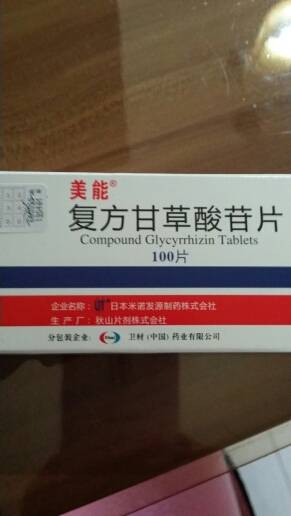 美能®
复方甘草酸苷片
Compound Glycyrrhizin Tablets
100片
企业名称: 日本米诺发源制药株式会社
生 产 厂: 秋山片剂株式会社
分包装企业: Eisai 卫材(中国)药业有限公司